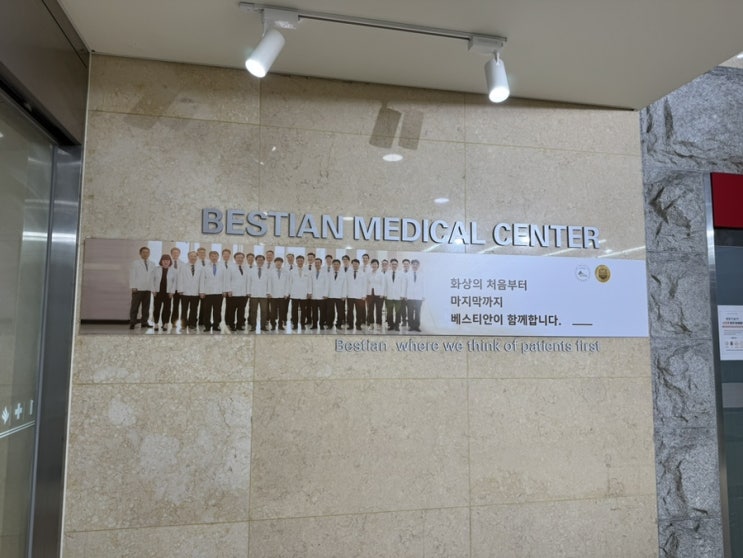 BESTIAN MEDICAL CENTER
화상의 처음부터
마지막까지
베스티안이 함께합니다.
Bestian .where we think of patients first